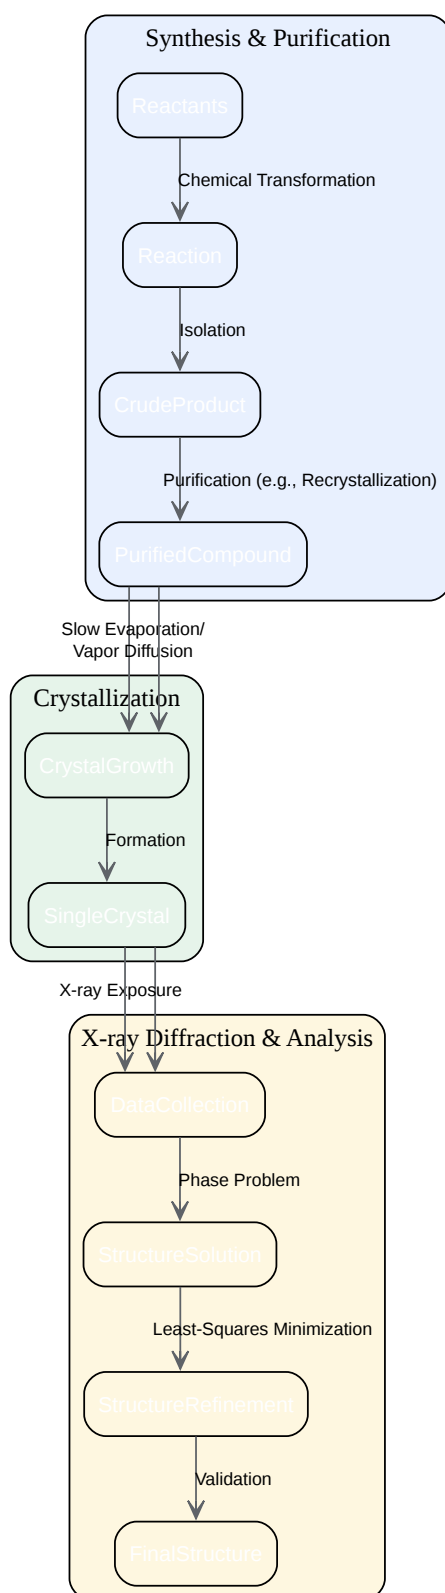 Synthesis & Purification
Reactants
Chemical Transformation
Reaction
Isolation
CrudeProduct
Purification (e.g., Recrystallization)
PurifiedCompound
Slow Evaporation/
Vapor Diffusion
Crystallization
CrystalGrowth
Formation
SingleCrystal
X-ray Exposure
X-ray Diffraction & Analysis
DataCollection
Phase Problem
StructureSolution
Least-Squares Minimization
StructureRefinement
Validation
FinalStructure